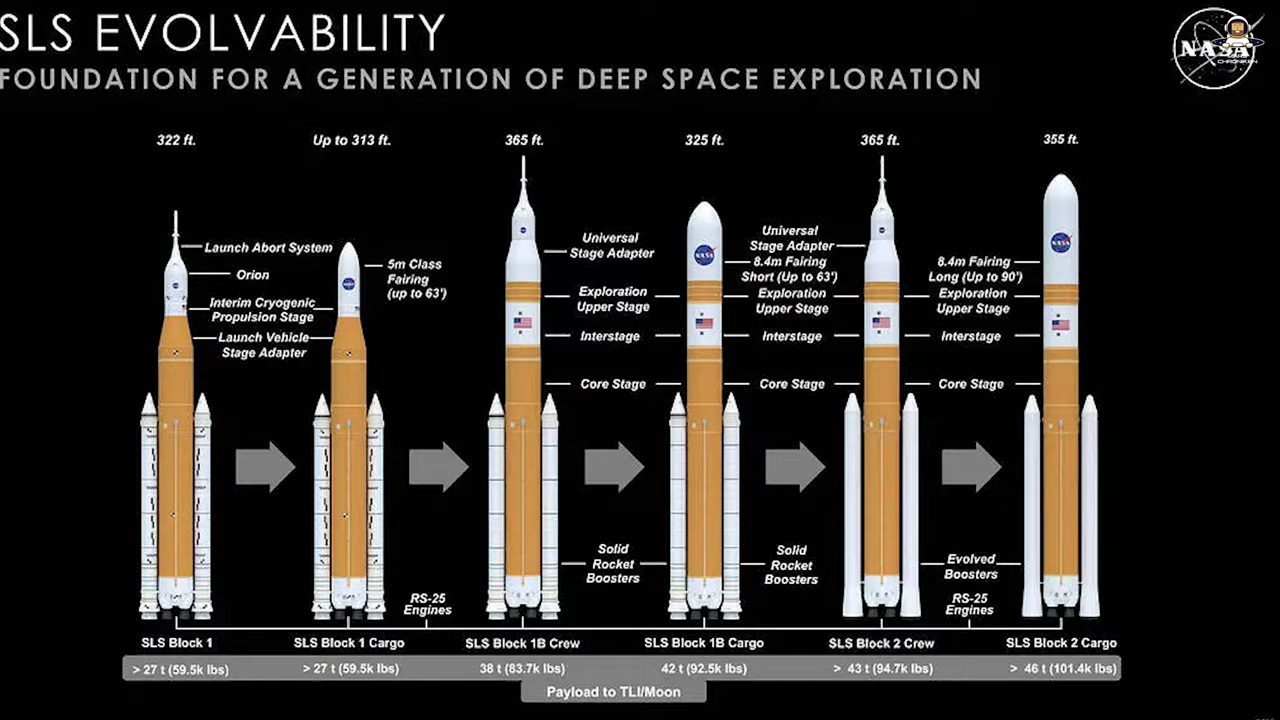 SLS EVOLVABILITY
FOUNDATION FOR A GENERATION OF DEEP SPACE EXPLORATION
NASA
CHRONIKEN
322 ft.
Up to 313 ft.
365 ft.
325 ft.
365 ft.
355 ft.
Launch Abort System
Orion
Interim Cryogenic
Propulsion Stage
Launch Vehicle
Stage Adapter
5m Class
Fairing
(up to 63')
Universal
Stage Adapter
Exploration
Upper Stage
Interstage
Core Stage
Solid
Rocket
Boosters
Universal
Stage Adapter
8.4m Fairing
Short (Up to 63')
Exploration
Upper Stage
Interstage
Core Stage
Solid
Rocket
Boosters
8.4m Fairing
Long (Up to 90')
Exploration
Upper Stage
Interstage
Core Stage
Evolved
Boosters
RS-25
Engines
RS-25
Engines
NASA
NASA
SLS Block 1
SLS Block 1 Cargo
SLS Block 1B Crew
SLS Block 1B Cargo
SLS Block 2 Crew
SLS Block 2 Cargo
> 27 t (59.5k lbs)
> 27 t (59.5k lbs)
38 t (83.7k lbs)
42 t (92.5k lbs)
> 43 t (94.7k lbs)
> 46 t (101.4k lbs)
Payload to TLI/Moon